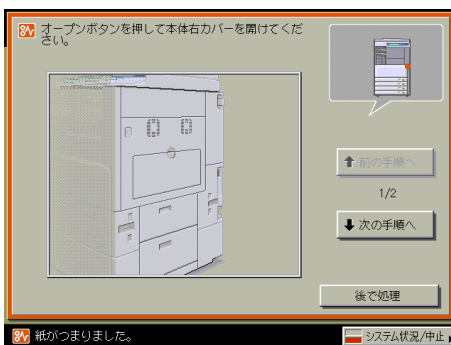 オープンボタンを押して本体右カバーを開けてくだ
さい。
前の手順へ
1/2
次の手順へ
後で処理
紙がつまりました。
システム状況/中止